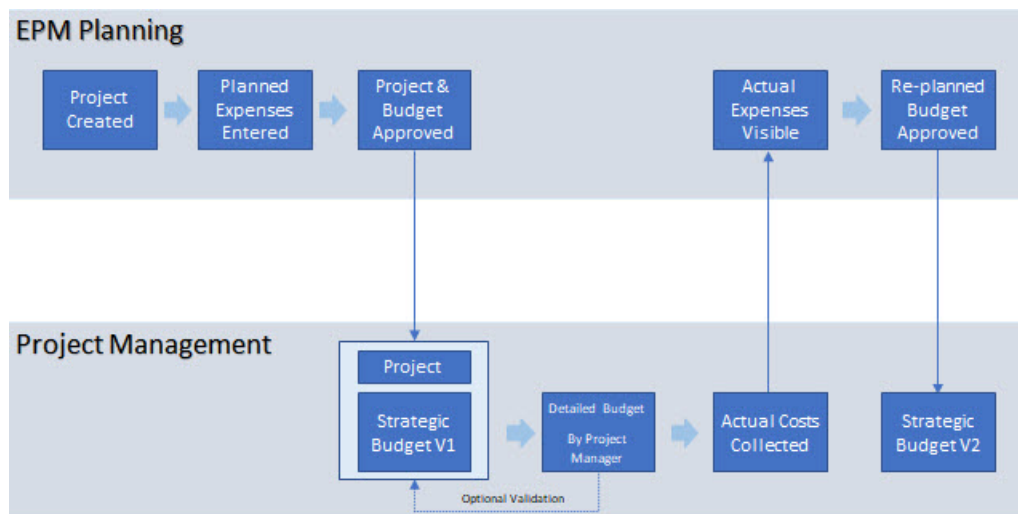 EPM Planning
Project
Created
Planned
Expenses
Entered
Project &
Budget
Approved
Actual
Expenses
Visible
Re-planned
Budget
Approved
Project Management
Project
Strategic
Budget V1
Detailed Budget
By Project
Manager
Actual Costs
Collected
Strategic
Budget V2
Optional Validation